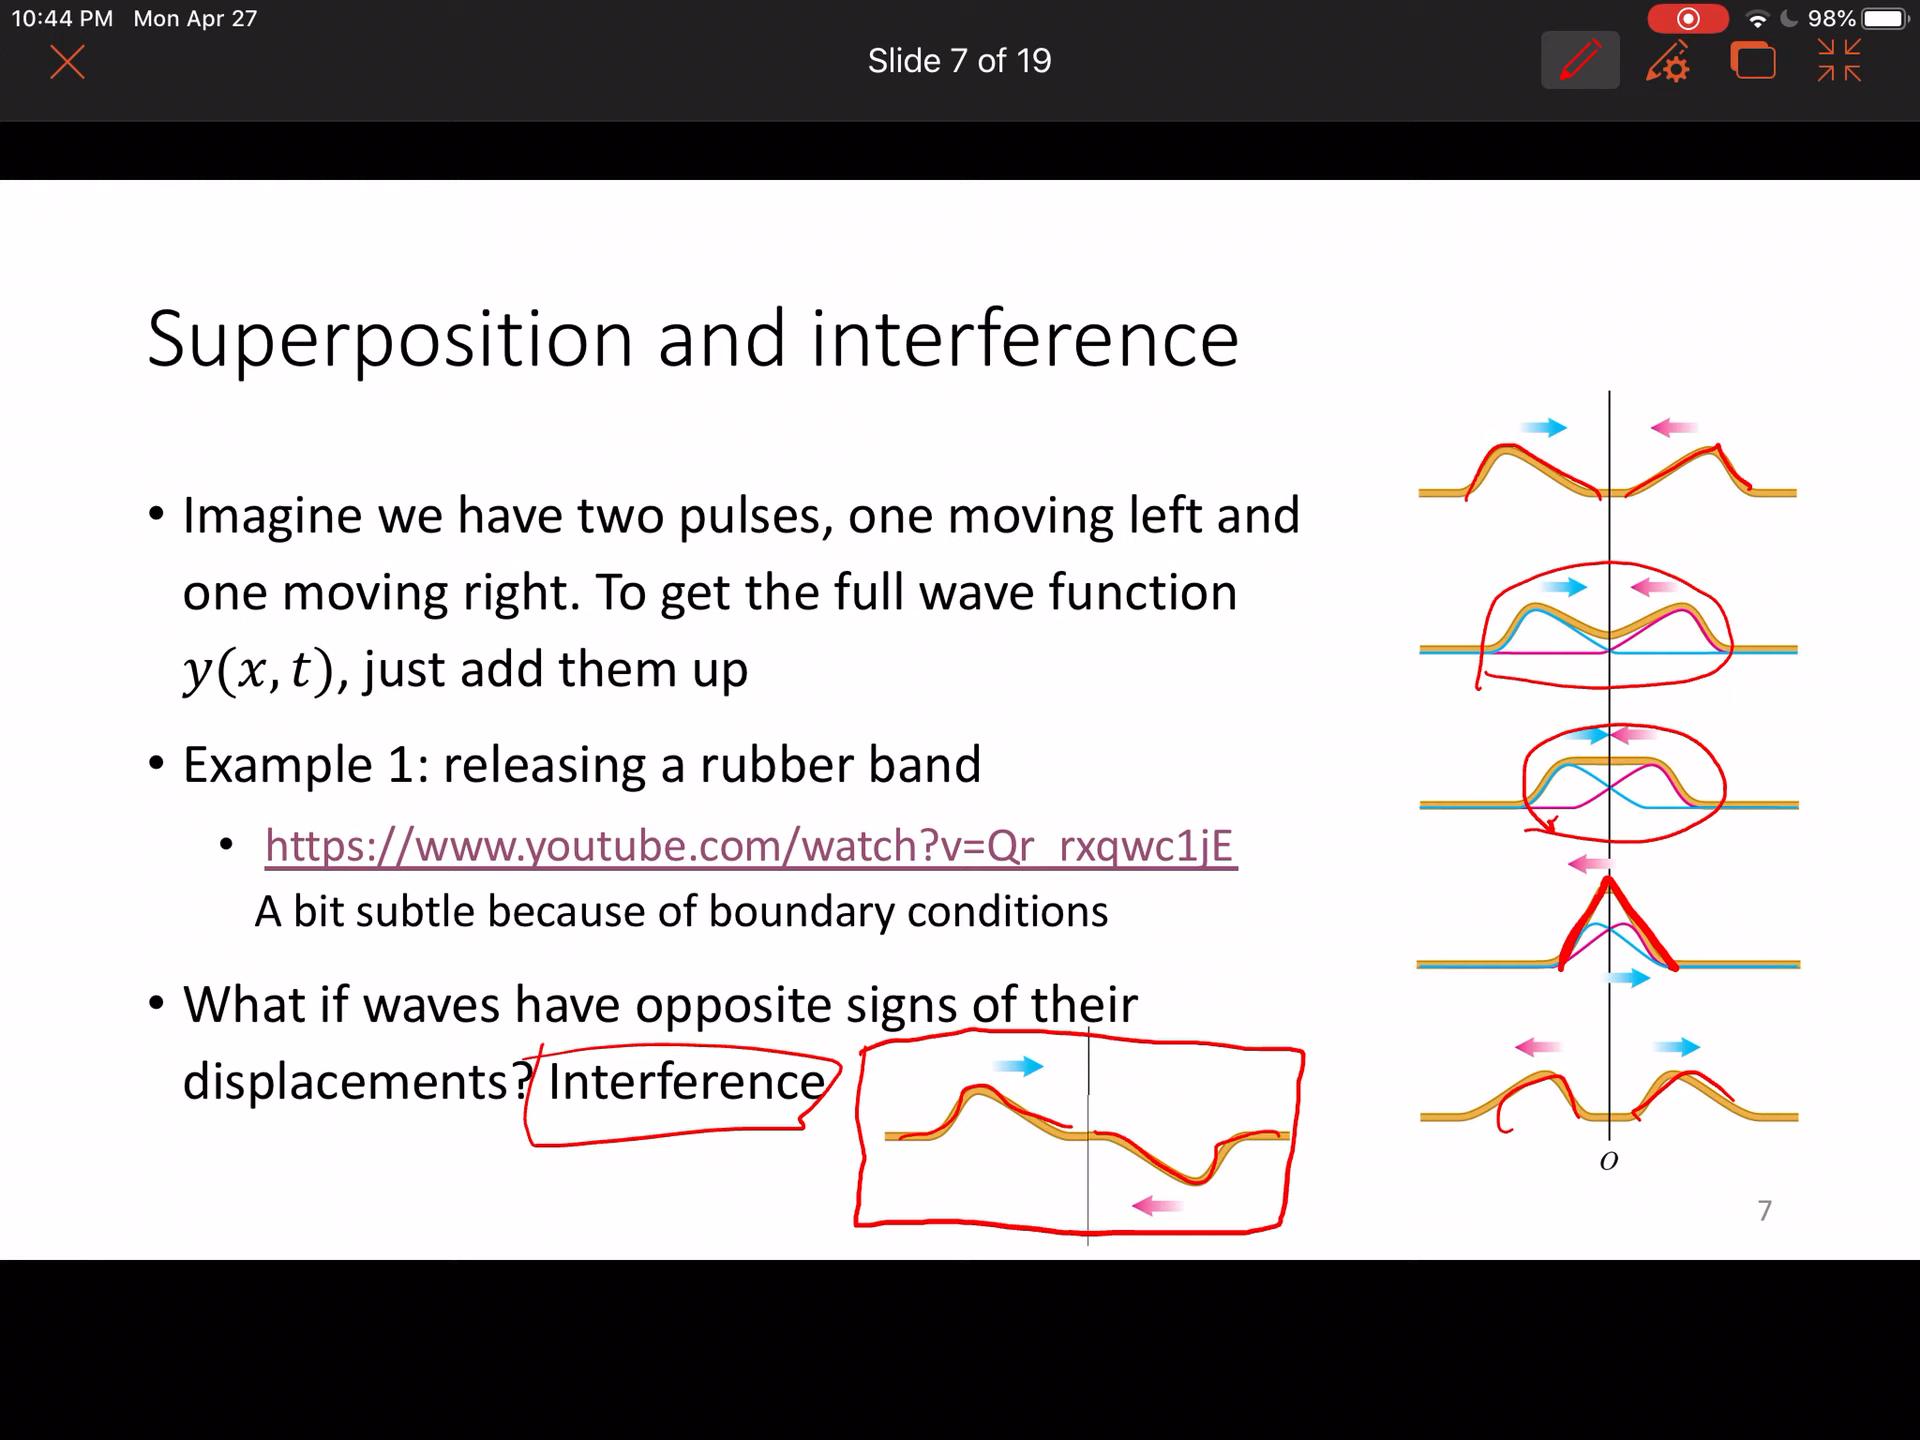 10:44 PM Mon Apr 27
98%
Slide 7 of 19
Superposition and interference
• Imagine we have two pulses, one moving left and
one moving right. To get the full wave function
y(x, t), just add them up
• Example 1: releasing a rubber band
• https://www.youtube.com/watch?v=Qr_rxqwc1jE
A bit subtle because of boundary conditions
• What if waves have opposite signs of their
displacements? Interference
O
7